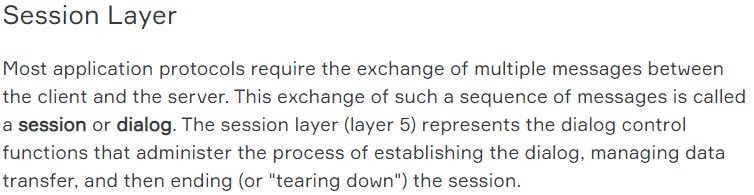 Session Layer
Most application protocols require the exchange of multiple messages between
the client and the server. This exchange of such a sequence of messages is called
a session or dialog. The session layer (layer 5) represents the dialog control
functions that administer the process of establishing the dialog, managing data
transfer, and then ending (or "tearing down") the session.